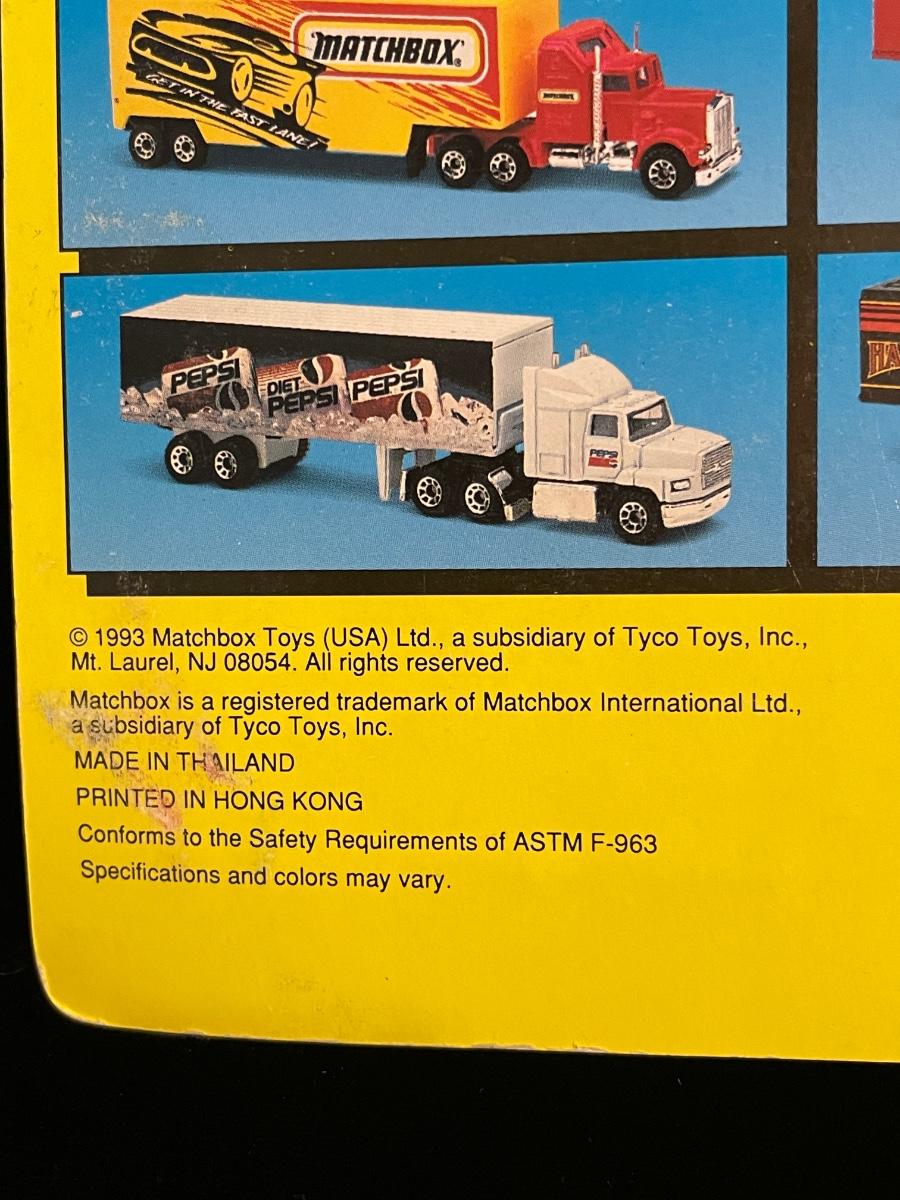 MATCHBOX®
GET IN THE FAST LANE!
MATCHBOX
PEPSI
DIET
PEPSI
PEPSI
PEPSI
HA
© 1993 Matchbox Toys (USA) Ltd., a subsidiary of Tyco Toys, Inc.,
Mt. Laurel, NJ 08054. All rights reserved.
Matchbox is a registered trademark of Matchbox International Ltd.,
a subsidiary of Tyco Toys, Inc.
MADE IN THAILAND
PRINTED IN HONG KONG
Conforms to the Safety Requirements of ASTM F-963
Specifications and colors may vary.